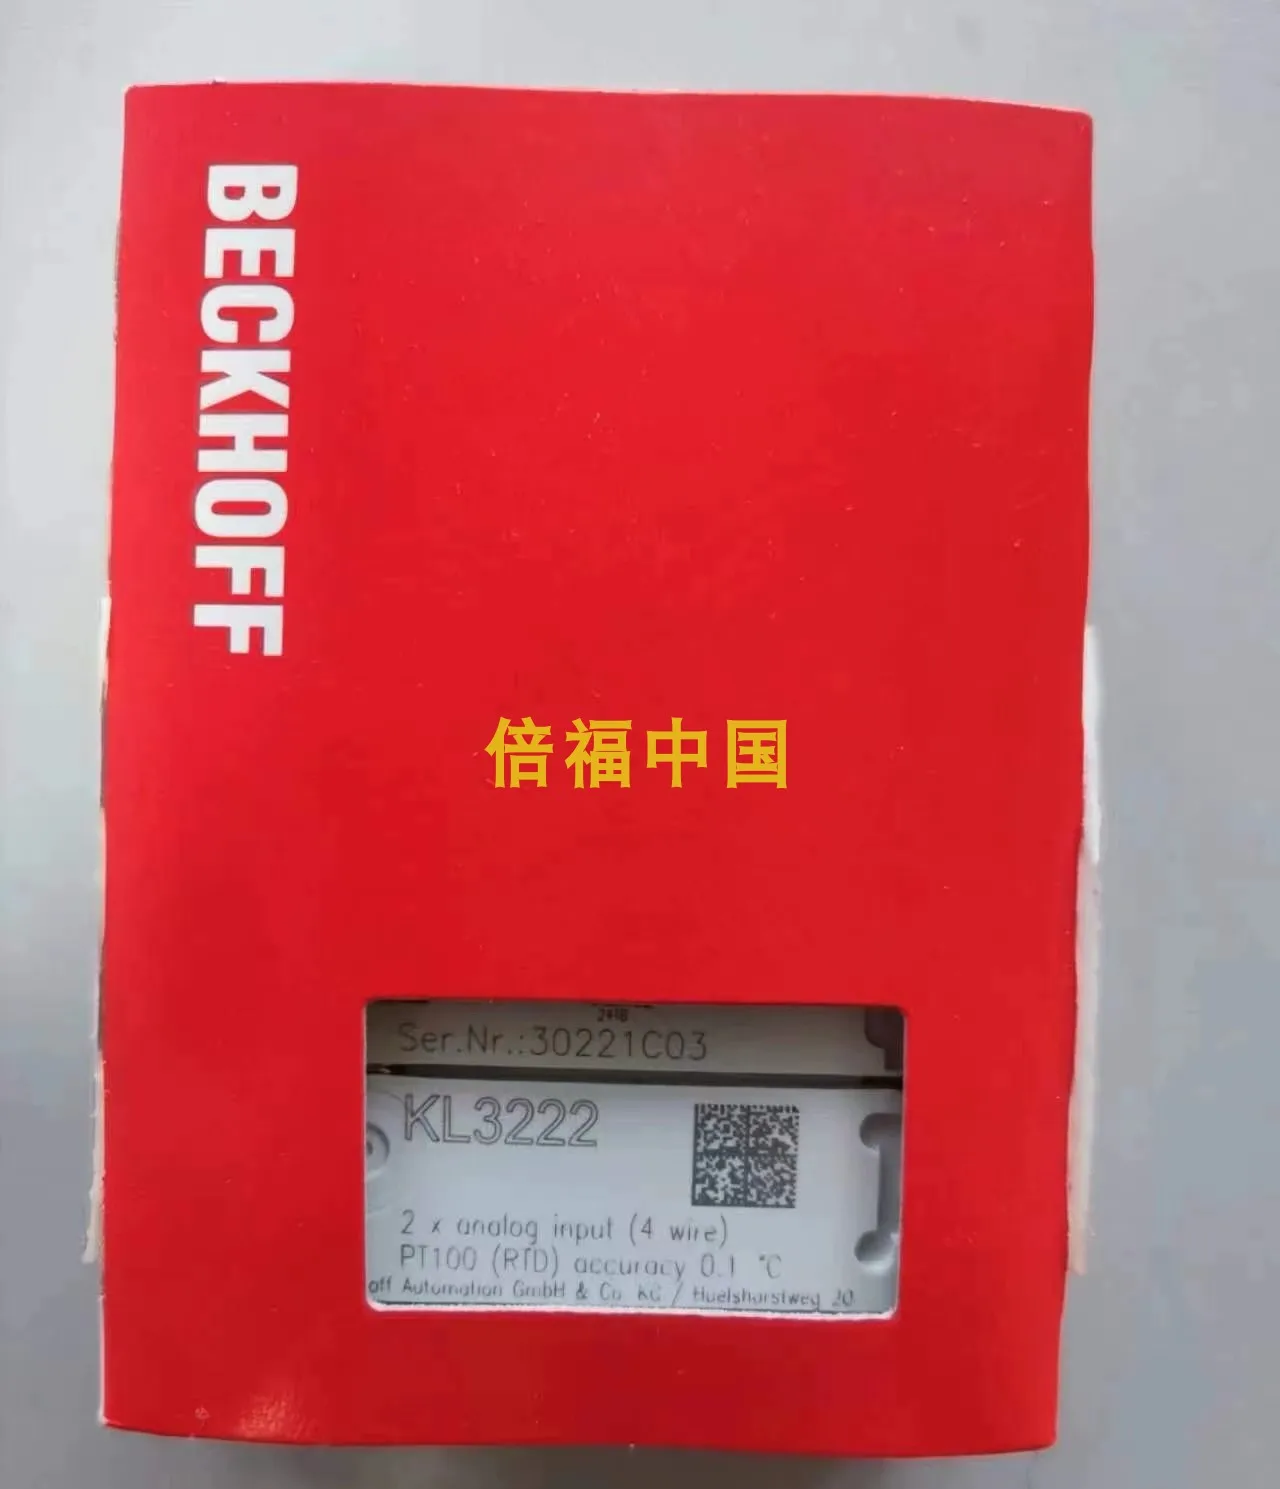 BECKHOFF
倍福中国
Ser.Nr.:30221C03
KL3222
2 x analog input (4 wire)
PT100 (RTD) accuracy 0.1 °C
off Automation GmbH & Co KG / Huelshorstweg 20